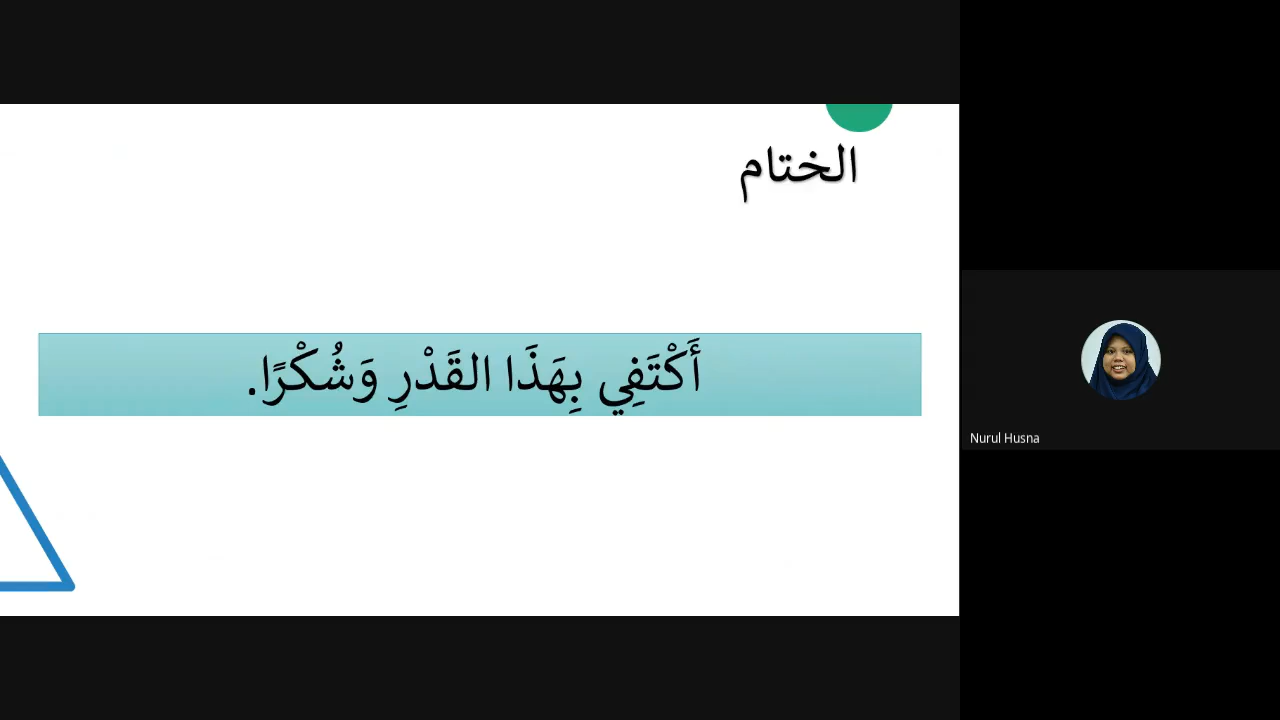 الختام
أَكْتَفِي بِهَذَا القَدْرِ وَشُكْرًا.
Nurul Husna